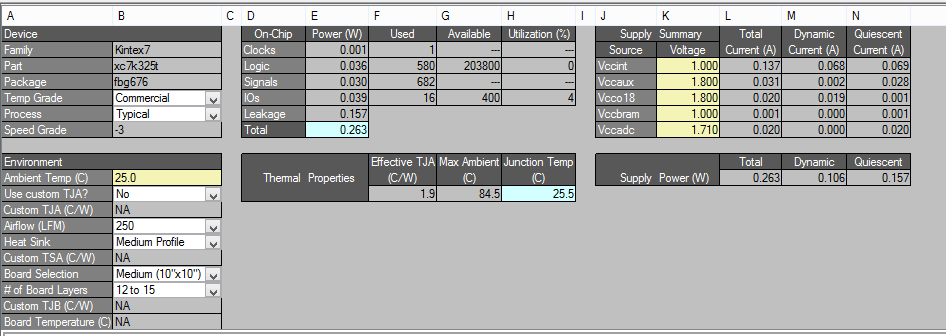 A B C D E F G H I J K L M N
Device On-Chip Power (W) Used Available Utilization (%) Supply Summary Total Dynamic Quiescent
Family Kintex7 Clocks 0.001 1 --- --- Source Voltage Current (A) Current (A) Current (A)
Part xc7k325t Logic 0.036 580 203800 0 Vccint 1.000 0.137 0.068 0.069
Package fbg676 Signals 0.030 682 --- --- Vccaux 1.800 0.031 0.002 0.028
Temp Grade Commercial IOs 0.039 16 400 4 Vcco18 1.800 0.020 0.019 0.001
Process Typical Leakage 0.157 Vccbram 1.000 0.001 0.000 0.001
Speed Grade -3 Total 0.263 Vccadc 1.710 0.020 0.000 0.020
Environment Effective TJA Max Ambient Junction Temp Total Dynamic Quiescent
Ambient Temp (C) 25.0 Thermal Properties (C/W) (C) (C) Supply Power (W) 0.263 0.106 0.157
Use custom TJA? No 1.9 84.5 25.5
Custom TJA (C/W) NA
Airflow (LFM) 250
Heat Sink Medium Profile
Custom TSA (C/W) NA
Board Selection Medium (10"x10")
# of Board Layers 12 to 15
Custom TJB (C/W) NA
Board Temperature (C) NA